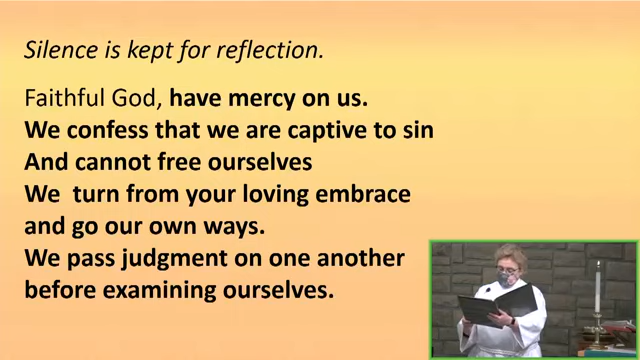 Silence is kept for reflection.
Faithful God, have mercy on us.
We confess that we are captive to sin
And cannot free ourselves
We  turn from your loving embrace
and go our own ways.
We pass judgment on one another
before examining ourselves.